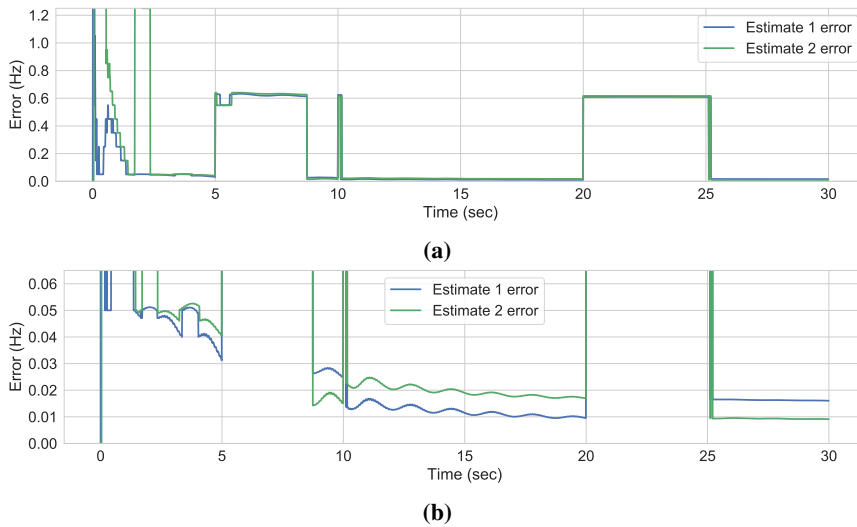 1.2
1.0
0.8
0.6
0.4
0.2
0.0
Error (Hz)
Estimate 1 error
Estimate 2 error
0 5 10 15 20 25 30
Time (sec)
(a)
0.06
0.05
0.04
0.03
0.02
0.01
0.00
Error (Hz)
Estimate 1 error
Estimate 2 error
0 5 10 15 20 25 30
Time (sec)
(b)